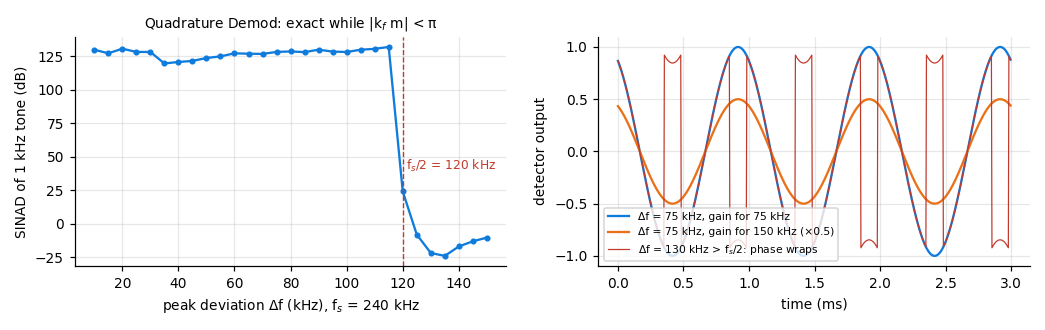 Quadrature Demod: exact while |k_f m| < π
SINAD of 1 kHz tone (dB)
125
100
75
50
25
0
−25
f_s/2 = 120 kHz
20
40
60
80
100
120
140
peak deviation Δf (kHz), f_s = 240 kHz
detector output
1.0
0.5
0.0
−0.5
−1.0
Δf = 75 kHz, gain for 75 kHz
Δf = 75 kHz, gain for 150 kHz (×0.5)
Δf = 130 kHz > f_s/2: phase wraps
0.0
0.5
1.0
1.5
2.0
2.5
3.0
time (ms)